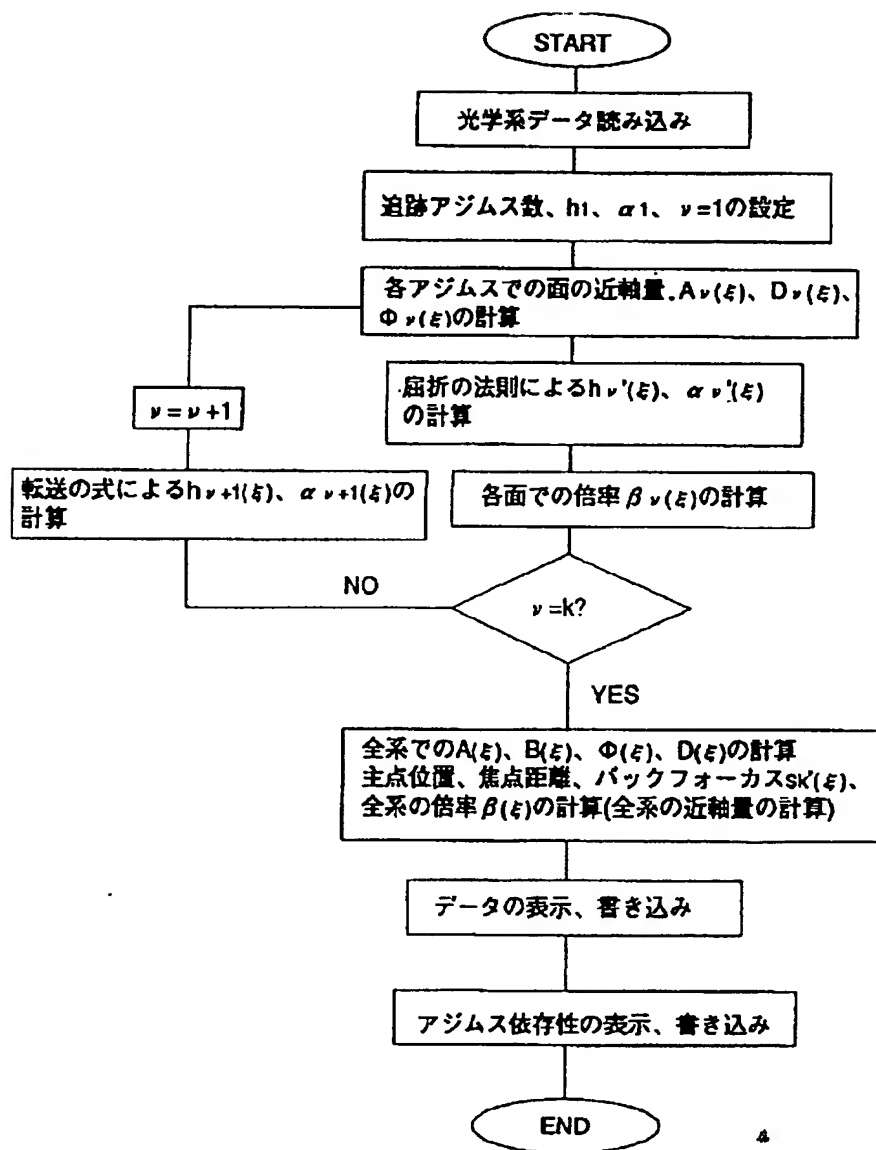 START
光学系データ読み込み
追跡アジムス数、h1、α1、ν=1の設定
各アジムスでの面の近軸量.Aν(ξ)、Dν(ξ)、
Φν(ξ)の計算
屈折の法則によるhν'(ξ)、αν'(ξ)
の計算
ν=ν+1
転送の式によるhν+1(ξ)、αν+1(ξ)の
計算
各面での倍率βν(ξ)の計算
NO
ν=k?
YES
全系でのA(ξ)、B(ξ)、Φ(ξ)、D(ξ)の計算
主点位置、焦点距離、バックフォーカスsk'(ξ)、
全系の倍率β(ξ)の計算(全系の近軸量の計算)
データの表示、書き込み
アジムス依存性の表示、書き込み
END